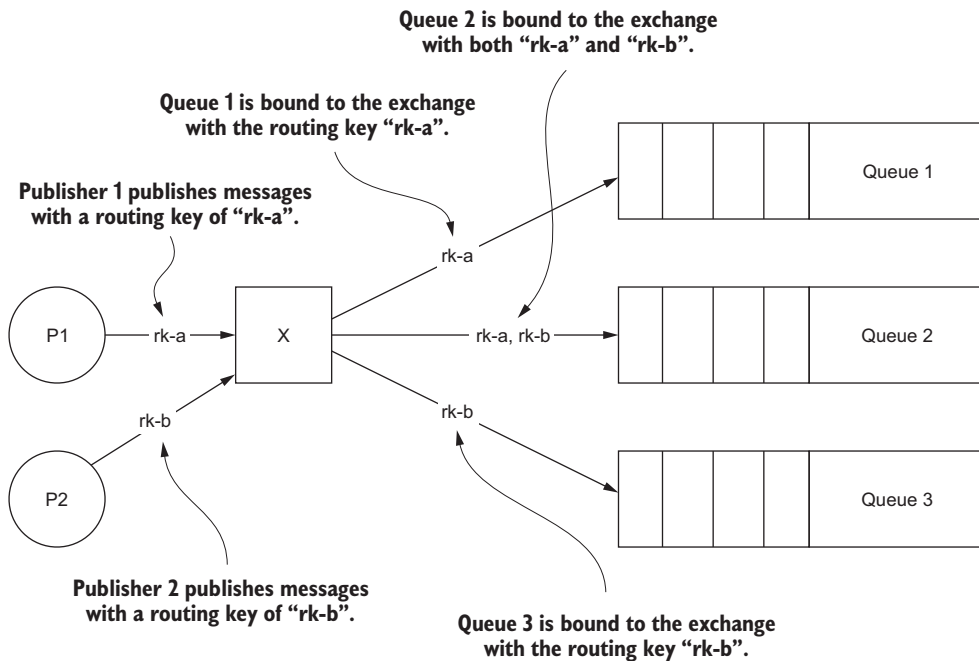 Queue 2 is bound to the exchange
with both “rk-a” and “rk-b”.
Queue 1 is bound to the exchange
with the routing key “rk-a”.
Queue 1
Publisher 1 publishes messages
with a routing key of “rk-a”.
rk-a
P1
rk-a
X
rk-a, rk-b
Queue 2
rk-b
rk-b
P2
Queue 3
Publisher 2 publishes messages
with a routing key of “rk-b”.
Queue 3 is bound to the exchange
with the routing key “rk-b”.